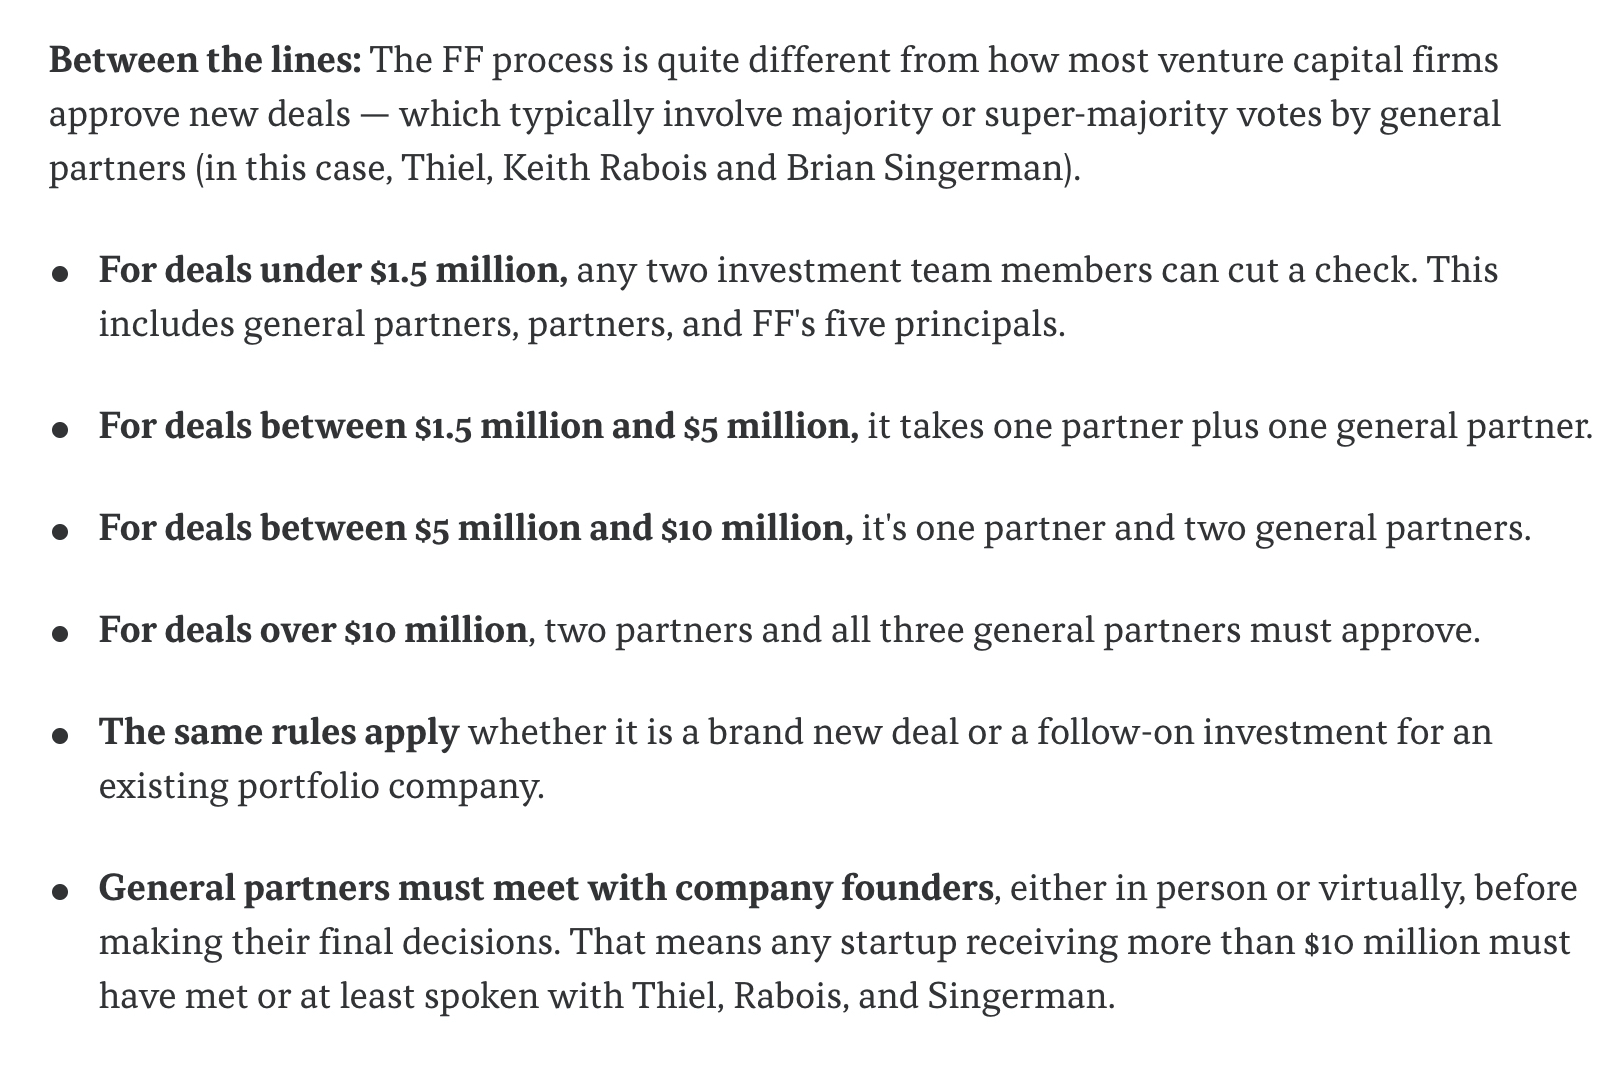 Between the lines: The FF process is quite different from how most venture capital firms
approve new deals — which typically involve majority or super-majority votes by general
partners (in this case, Thiel, Keith Rabois and Brian Singerman).
● For deals under $1.5 million, any two investment team members can cut a check. This
includes general partners, partners, and FF's five principals.
● For deals between $1.5 million and $5 million, it takes one partner plus one general partner.
● For deals between $5 million and $10 million, it's one partner and two general partners.
● For deals over $10 million, two partners and all three general partners must approve.
● The same rules apply whether it is a brand new deal or a follow-on investment for an
existing portfolio company.
● General partners must meet with company founders, either in person or virtually, before
making their final decisions. That means any startup receiving more than $10 million must
have met or at least spoken with Thiel, Rabois, and Singerman.